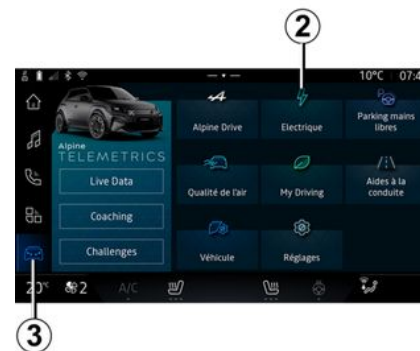 2
10°C 07:4
Alpine Drive
Electrique
Parking mains
libres
Alpine
TELEMETRICS
Live Data
Qualité de l'air
My Driving
Aides à la
conduite
Coaching
Challenges
Véhicule
Réglages
20°C
2
A/C
3